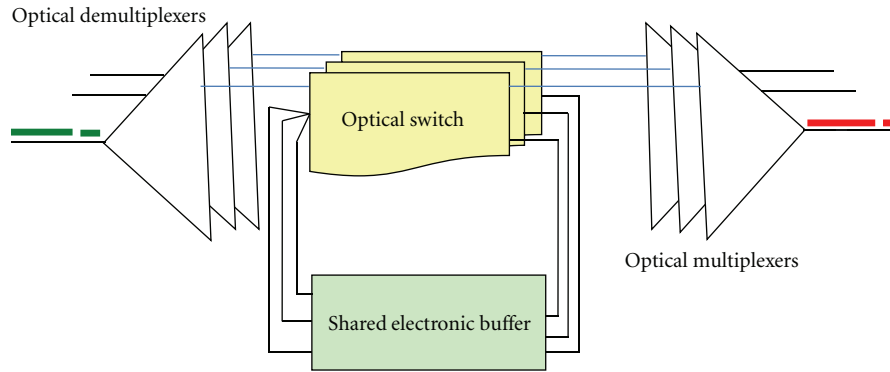 Optical demultiplexers
Optical switch
Optical multiplexers
Shared electronic buffer